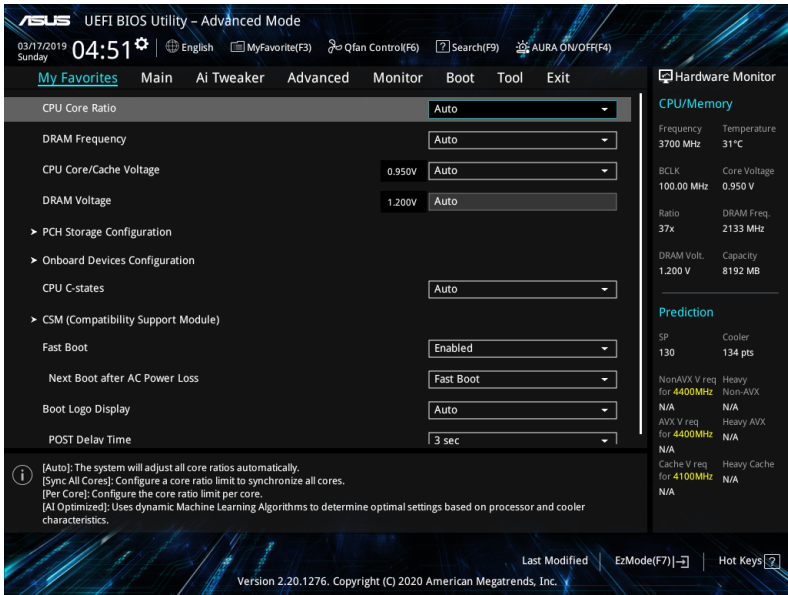 ASUS UEFI BIOS Utility – Advanced Mode
03/17/2019 Sunday 04:51 English MyFavorite(F3) Qfan Control(F6) ? Search(F9) AURA ON/OFF(F4)
My Favorites Main Ai Tweaker Advanced Monitor Boot Tool Exit
CPU Core Ratio Auto
DRAM Frequency Auto
CPU Core/Cache Voltage 0.950V Auto
DRAM Voltage 1.200V Auto
> PCH Storage Configuration
> Onboard Devices Configuration
CPU C-states Auto
> CSM (Compatibility Support Module)
Fast Boot Enabled
Next Boot after AC Power Loss Fast Boot
Boot Logo Display Auto
POST Delay Time 3 sec
[Auto]: The system will adjust all core ratios automatically.
[Sync All Cores]: Configure a core ratio limit to synchronize all cores.
[Per Core]: Configure the core ratio limit per core.
[AI Optimized]: Uses dynamic Machine Learning Algorithms to determine optimal settings based on processor and cooler
characteristics.
Hardware Monitor
CPU/Memory
Frequency Temperature
3700 MHz 31°C
BCLK Core Voltage
100.00 MHz 0.950 V
Ratio DRAM Freq.
37x 2133 MHz
DRAM Volt. Capacity
1.200 V 8192 MB
Prediction
SP Cooler
130 134 pts
NonAVX V req Heavy
for 4400MHz Non-AVX
N/A N/A
AVX V req Heavy AVX
for 4400MHz N/A
N/A
Cache V req Heavy Cache
for 4100MHz N/A
N/A
Last Modified EzMode(F7) Hot Keys ?
Version 2.20.1276. Copyright (C) 2020 American Megatrends, Inc.